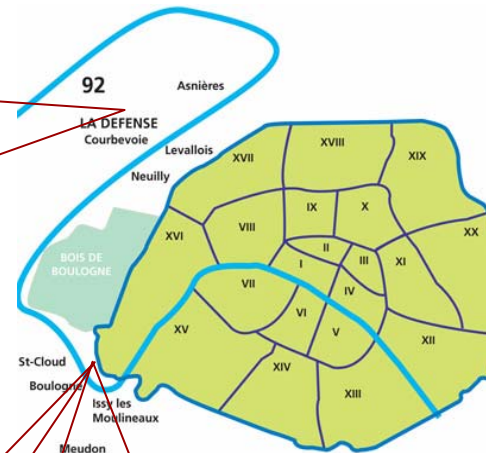 92
Asnières
LA DEFENSE
Courbevoie
Levallois
Neuilly
XVII
XVIII
XIX
IX
X
XX
VIII
XVI
II
III
XI
I
BOIS DE
BOULOGNE
VII
IV
VI
XV
V
XII
St-Cloud
XIV
Boulogne
XIII
Issy les
Moulineaux
Meudon